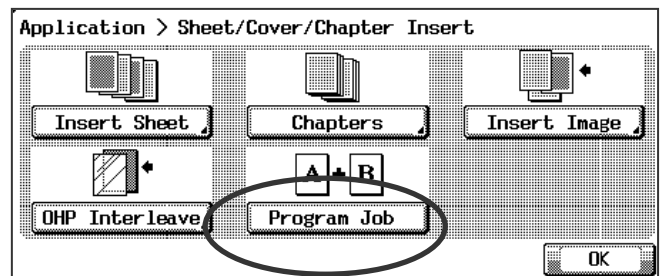 Application > Sheet/Cover/Chapter Insert
Insert Sheet
Chapters
Insert Image
A + B
OHP Interleave
Program Job
OK